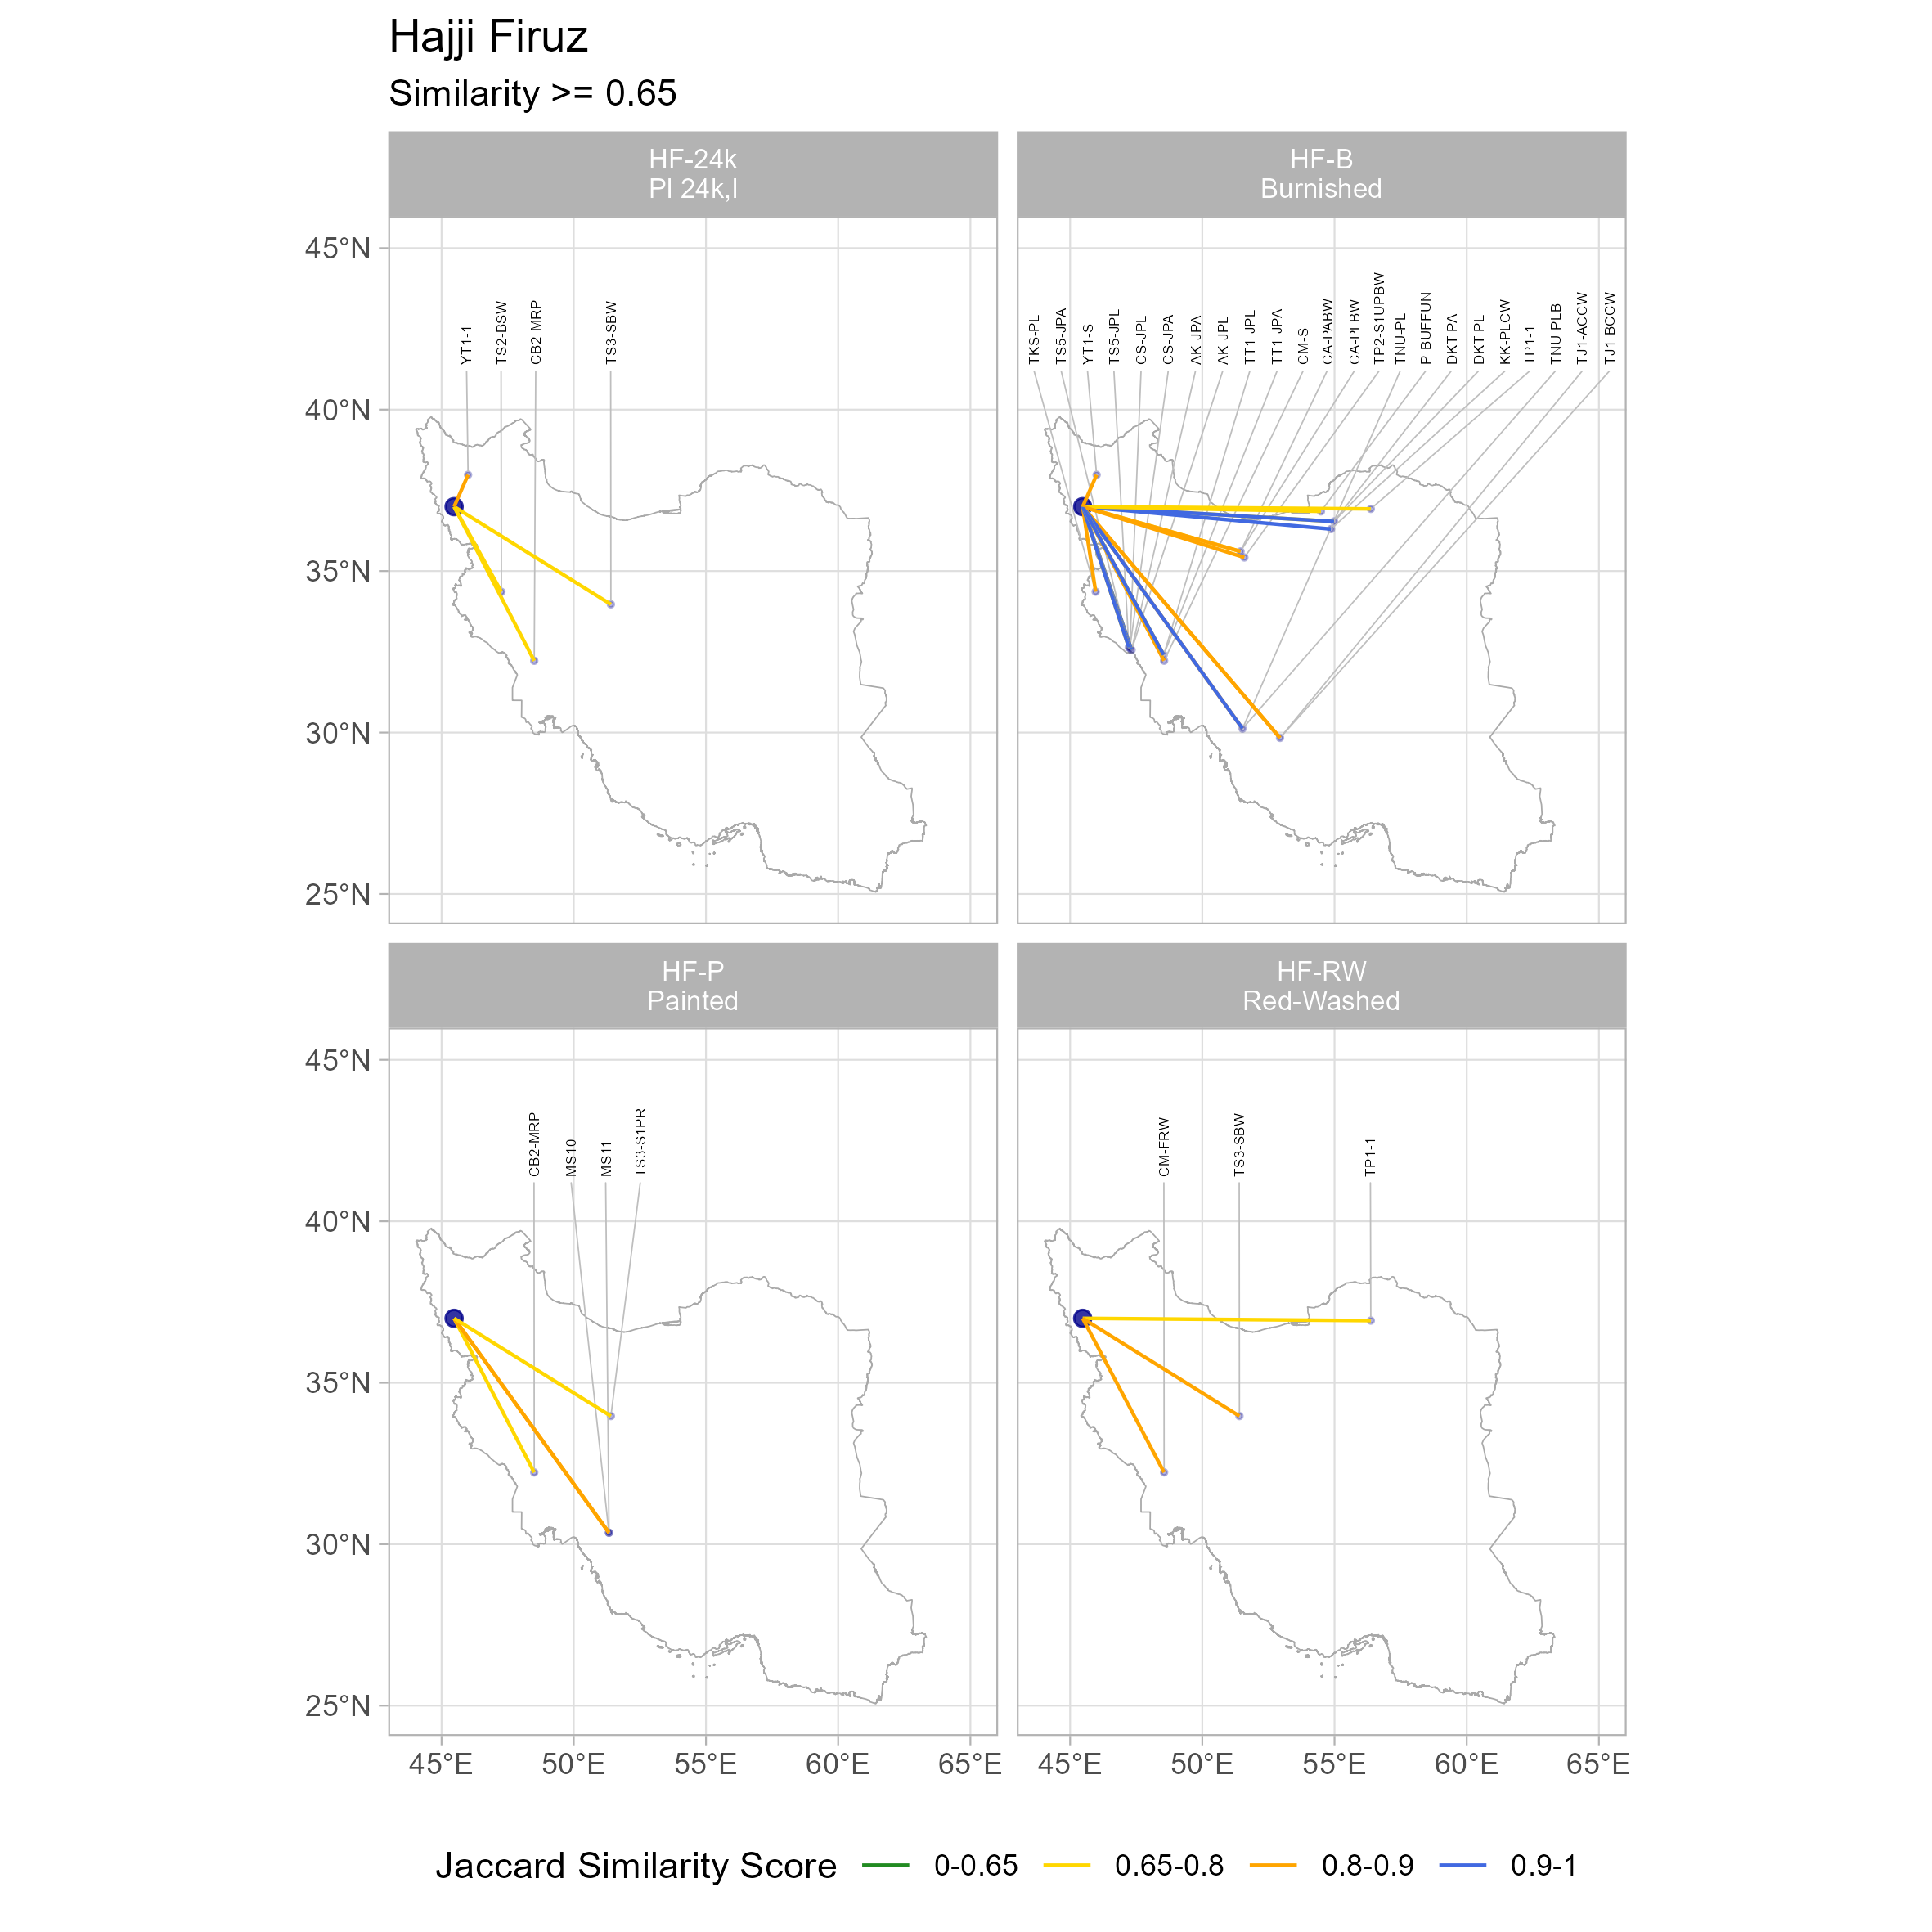 Hajji Firuz
Similarity >= 0.65
HF-24k
Pl 24k,l
HF-B
Burnished
45°N
40°N
35°N
30°N
25°N
YT1-1
TS2-BSW
CB2-MRP
TS3-SBW
TKS-PL
TS5-JPA
YT1-S
TS5-JPL
CS-JPL
CS-JPA
AK-JPA
AK-JPL
TT1-JPL
TT1-JPA
CM-S
CA-PABW
CA-PLBW
TP2-S1UPBW
TNU-PL
P-BUFFUN
DKT-PA
DKT-PL
KK-PLCW
TP1-1
TNU-PLB
TJ1-ACCW
TJ1-BCCW
HF-P
Painted
HF-RW
Red-Washed
45°N
40°N
35°N
30°N
25°N
CB2-MRP
MS10
MS11
TS3-S1PR
CM-FRW
TS3-SBW
TP1-1
45°E 50°E 55°E 60°E 65°E
45°E 50°E 55°E 60°E 65°E
Jaccard Similarity Score 0-0.65 0.65-0.8 0.8-0.9 0.9-1